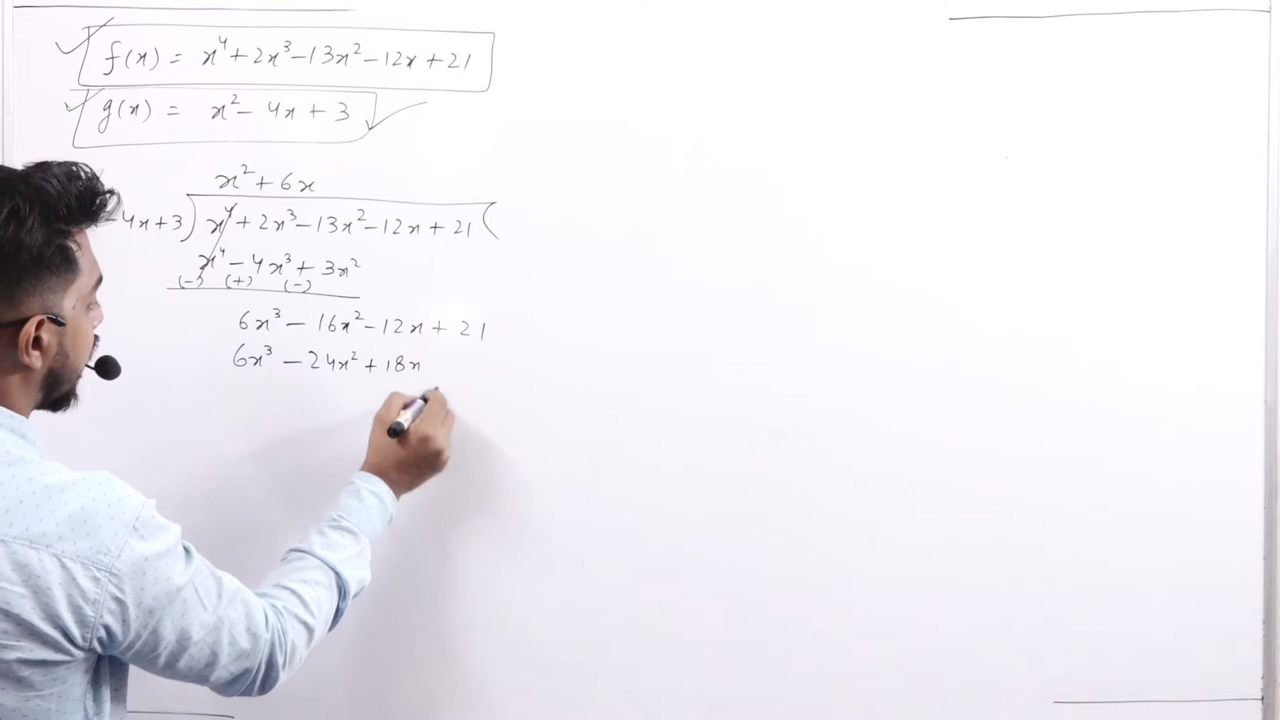 f(x) = x⁴+2x³-13x²-12x+21
g(x) = x²-4x+3
x²+6x
-4x+3) x⁴+2x³-13x²-12x+21 (
x⁴-4x³+3x²
(-) (+) (-)
6x³-16x²-12x+21
6x³-24x²+18x